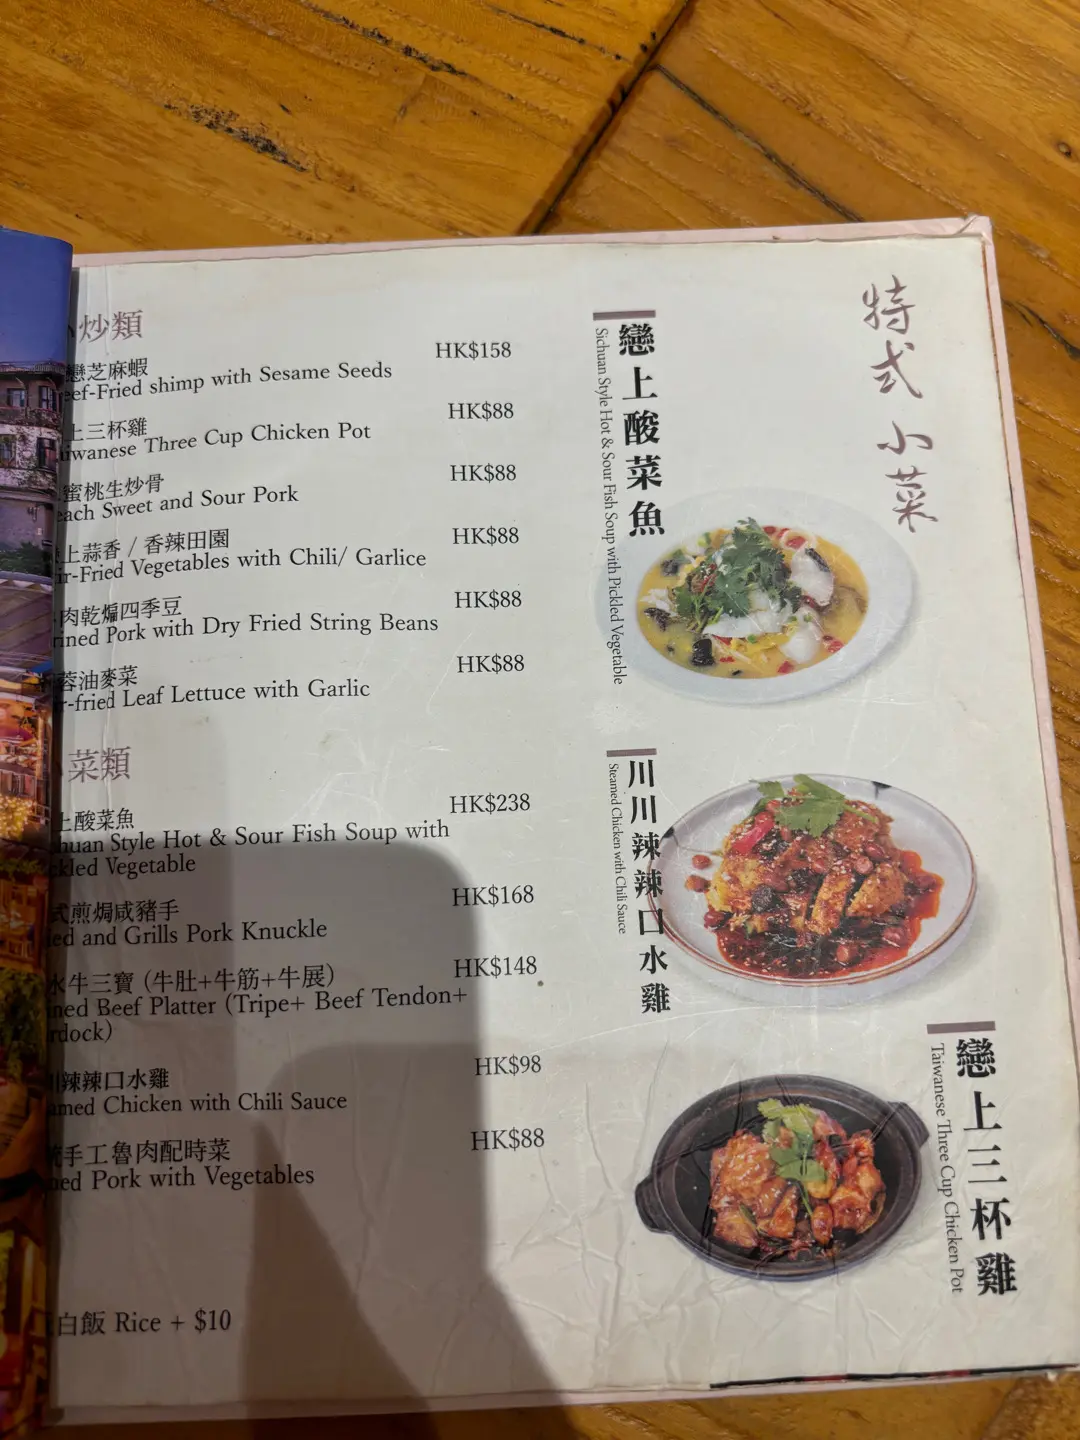 炒類
戀芝麻蝦
HK$158
eef-Fried shimp with Sesame Seeds
上三杯雞
HK$88
iwanese Three Cup Chicken Pot
蜜桃生炒骨
HK$88
each Sweet and Sour Pork
上蒜香 / 香辣田園
HK$88
ir-Fried Vegetables with Chili/ Garlice
肉乾煸四季豆
HK$88
rined Pork with Dry Fried String Beans
蓉油麥菜
HK$88
r-fried Leaf Lettuce with Garlic
菜類
上酸菜魚
HK$238
huan Style Hot & Sour Fish Soup with
ckled Vegetable
式煎焗咸豬手
HK$168
ied and Grills Pork Knuckle
水牛三寶 (牛肚+牛筋+牛展)
HK$148
ined Beef Platter (Tripe+ Beef Tendon+
rdock)
川辣辣口水雞
HK$98
amed Chicken with Chili Sauce
手工魯肉配時菜
HK$88
ned Pork with Vegetables
白飯 Rice + $10
特式小菜
戀上酸菜魚
Sichuan Style Hot & Sour Fish Soup with Pickled Vegetable
川川辣辣口水雞
Steamed Chicken with Chili Sauce
戀上三杯雞
Taiwanese Three Cup Chicken Pot